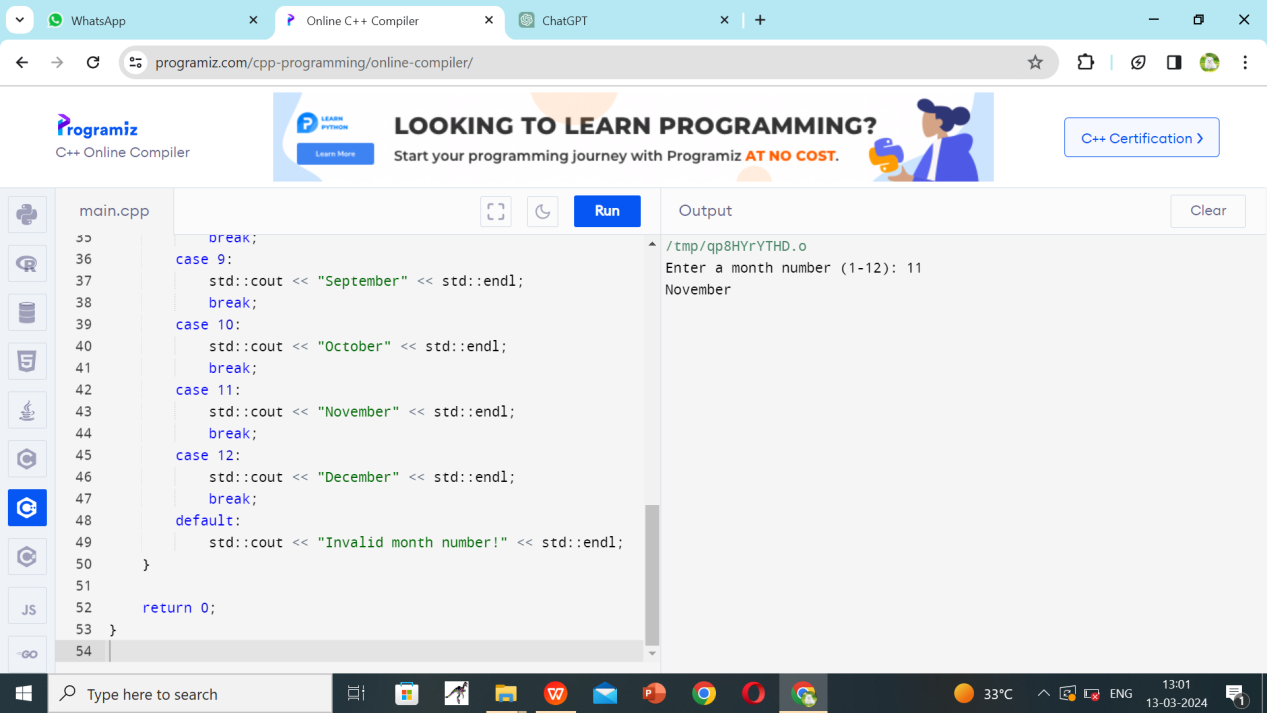 WhatsApp
Online C++ Compiler
ChatGPT
programiz.com/cpp-programming/online-compiler/
Programiz
C++ Online Compiler
LEARN
PYTHON
Learn More
LOOKING TO LEARN PROGRAMMING?
Start your programming journey with Programiz AT NO COST.
C++ Certification
main.cpp
Run
Output
Clear
35 break;
36 case 9:
37 std::cout << "September" << std::endl;
38 break;
39 case 10:
40 std::cout << "October" << std::endl;
41 break;
42 case 11:
43 std::cout << "November" << std::endl;
44 break;
45 case 12:
46 std::cout << "December" << std::endl;
47 break;
48 default:
49 std::cout << "Invalid month number!" << std::endl;
50 }
51
52 return 0;
53 }
54
/tmp/qp8HYrYTHD.o
Enter a month number (1-12): 11
November
JS
GO
Type here to search
33°C
ENG
13:01
13-03-2024
1